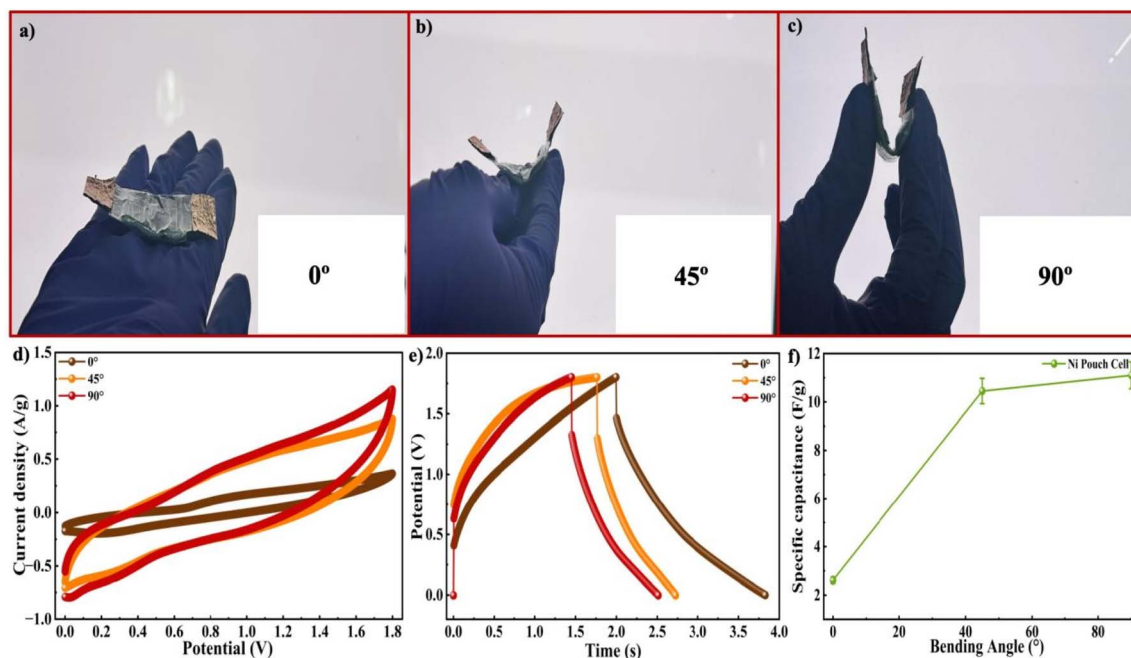 a)
0º
b)
45º
c)
90º
d)
0°
45°
90°
Current density (A/g)
1.5
1.0
0.5
0.0
−0.5
−1.0
0.0 0.2 0.4 0.6 0.8 1.0 1.2 1.4 1.6 1.8
Potential (V)
e)
0°
45°
90°
Potential (V)
2.0
1.5
1.0
0.5
0.0
0.0 0.5 1.0 1.5 2.0 2.5 3.0 3.5 4.0
Time (s)
f)
Ni Pouch Cell
Specific capacitance (F/g)
12
11
10
8
6
4
2
0 20 40 60 80
Bending Angle (°)